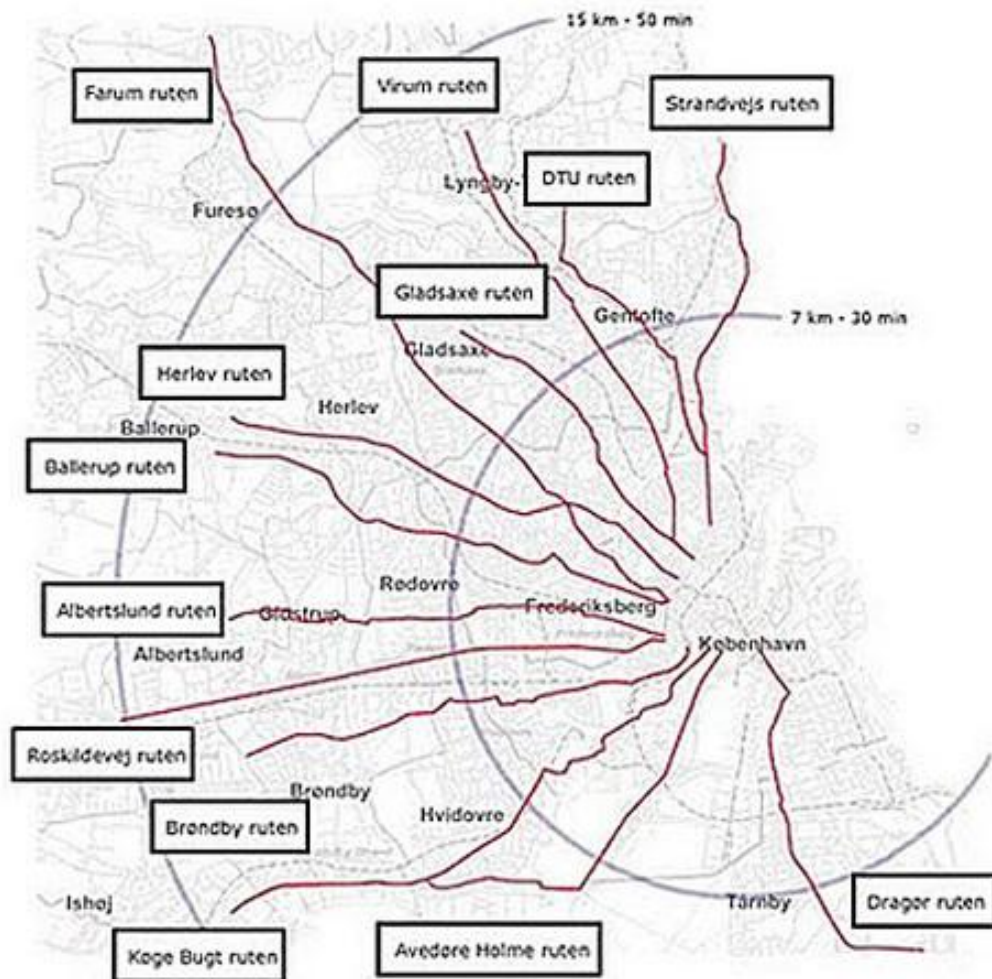 15 km - 50 min
Farum ruten
Virum ruten
Strandvejs ruten
Lyngby-
DTU ruten
Furesø
Gladsaxe ruten
Gentofte
7 km - 30 min
Gladsaxe
Herlev ruten
Herlev
Ballerup
Ballerup ruten
Rødovre
Albertslund ruten
Glostrup
Frederiksberg
Albertslund
København
Roskildevej ruten
Brøndby
Hvidovre
Brøndby ruten
Ishøj
Tårnby
Dragør ruten
Køge Bugt ruten
Avedøre Holme ruten